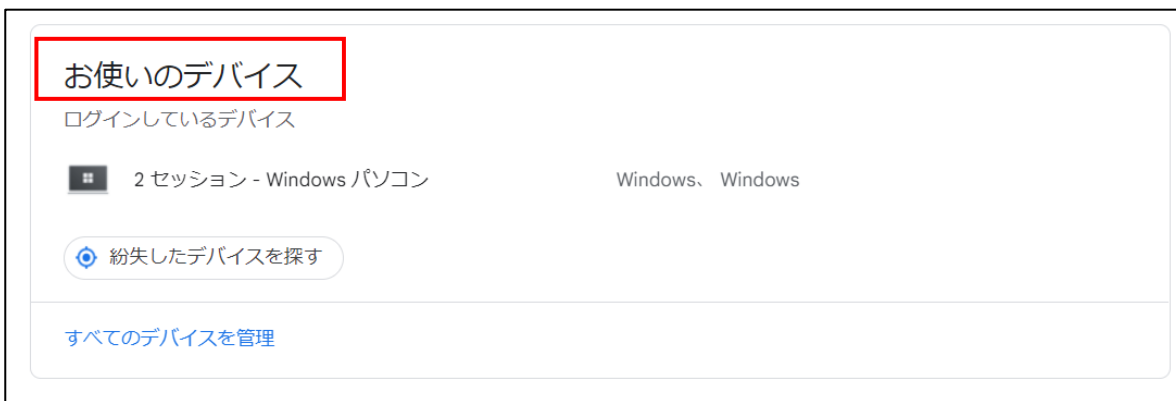 お使いのデバイス
ログインしているデバイス
2 セッション - Windows パソコン Windows、 Windows
紛失したデバイスを探す
すべてのデバイスを管理